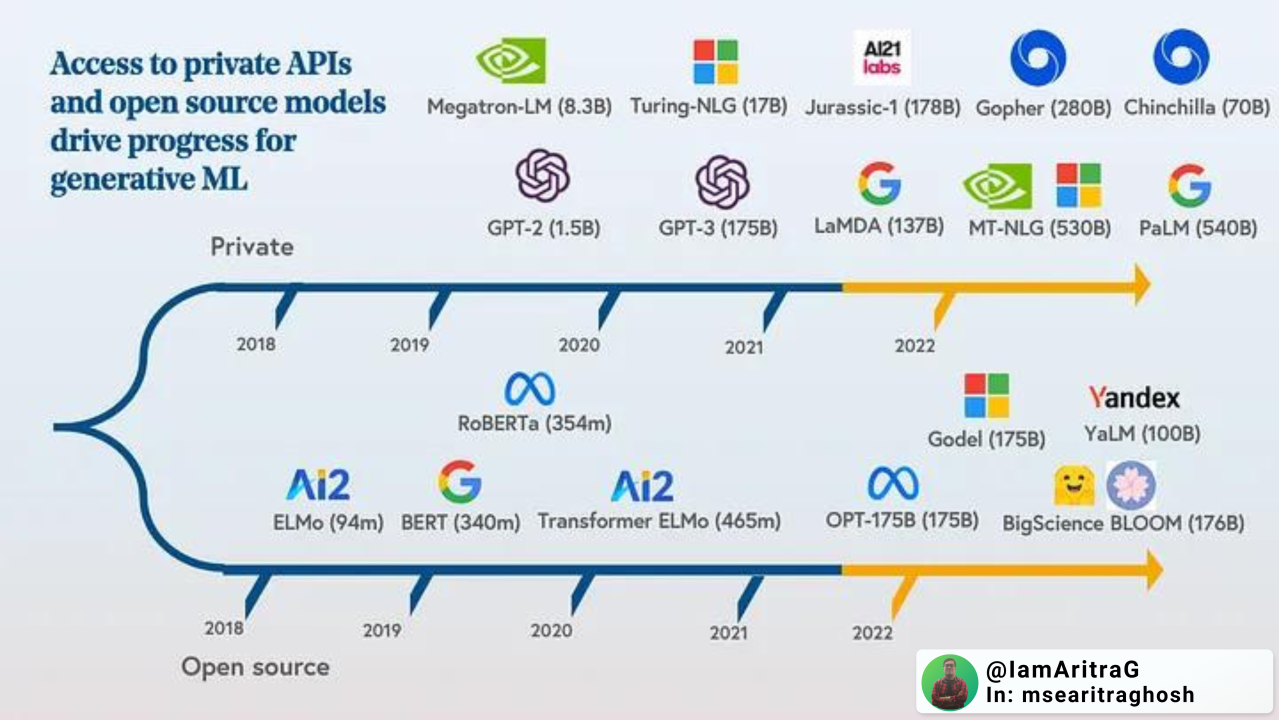 Access to private APIs
and open source models
drive progress for
generative ML
AI21
labs
Megatron-LM (8.3B)
Turing-NLG (17B)
Jurassic-1 (178B)
Gopher (280B)
Chinchilla (70B)
GPT-2 (1.5B)
GPT-3 (175B)
LaMDA (137B)
MT-NLG (530B)
PaLM (540B)
Private
2018
2019
2020
2021
2022
RoBERTa (354m)
Godel (175B)
Yandex
YaLM (100B)
Ai2
ELMo (94m)
BERT (340m)
Ai2
Transformer ELMo (465m)
OPT-175B (175B)
BigScience BLOOM (176B)
2018
2019
2020
2021
2022
Open source
@IamAritraG
In: msearitraghosh